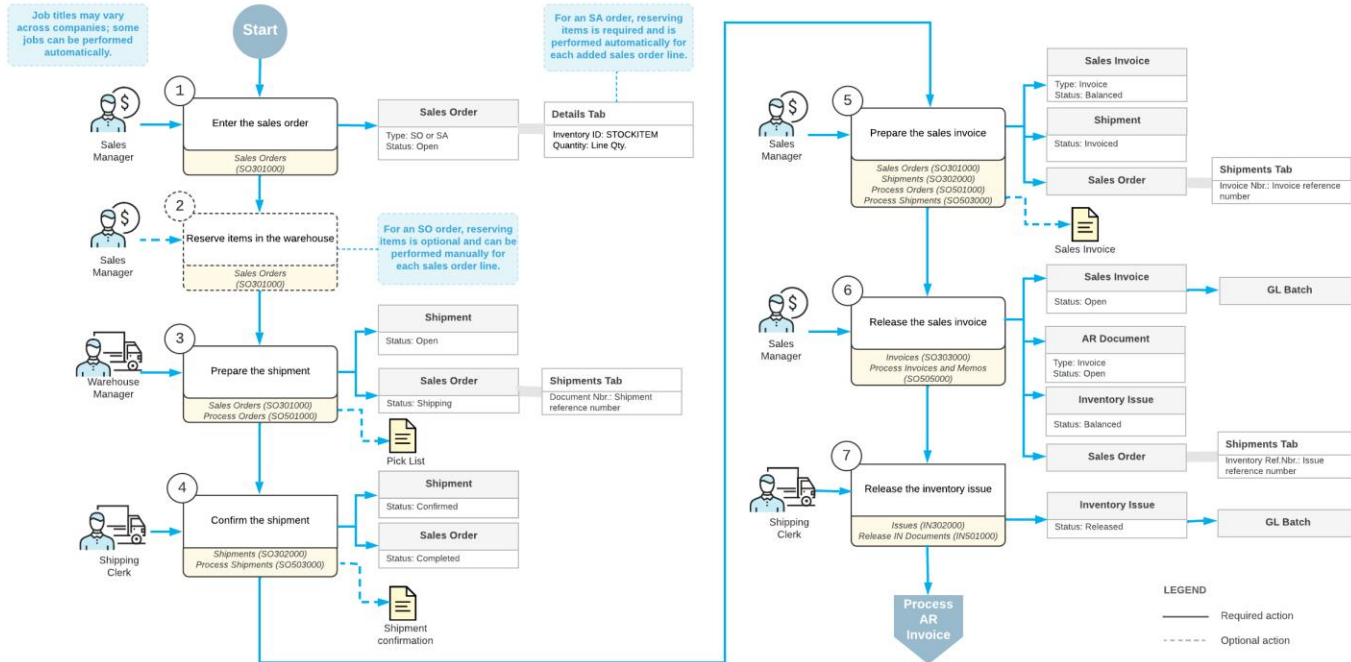 Job titles may vary
across companies; some
jobs can be performed
automatically.
Start
For an SA order, reserving
items is required and is
performed automatically for
each added sales order line.
1
Sales
Manager
Enter the sales order
Sales Orders
(SO301000)
Sales Order
Type: SO or SA
Status: Open
Details Tab
Inventory ID: STOCKITEM
Quantity: Line Qty.
2
Sales
Manager
Reserve items in the warehouse
Sales Orders
(SO301000)
For an SO order, reserving
items is optional and can be
performed manually for
each sales order line.
3
Warehouse
Manager
Prepare the shipment
Sales Orders (SO301000)
Process Orders (SO501000)
Shipment
Status: Open
Sales Order
Status: Shipping
Shipments Tab
Document Nbr.: Shipment
reference number
Pick List
4
Shipping
Clerk
Confirm the shipment
Shipments (SO302000)
Process Shipments (SO503000)
Shipment
Status: Confirmed
Sales Order
Status: Completed
Shipment
confirmation
5
Sales
Manager
Prepare the sales invoice
Sales Orders (SO301000)
Shipments (SO302000)
Process Orders (SO501000)
Process Shipments (SO503000)
Sales Invoice
Type: Invoice
Status: Balanced
Shipment
Status: Invoiced
Sales Order
Shipments Tab
Invoice Nbr.: Invoice reference
number
Sales Invoice
6
Sales
Manager
Release the sales invoice
Invoices (SO303000)
Process Invoices and Memos
(SO505000)
Sales Invoice
Status: Open
GL Batch
AR Document
Type: Invoice
Status: Open
Inventory Issue
Status: Balanced
Sales Order
Shipments Tab
Inventory Ref.Nbr.: Issue
reference number
7
Shipping
Clerk
Release the inventory issue
Issues (IN302000)
Release IN Documents (IN501000)
Inventory Issue
Status: Released
GL Batch
Process
AR
Invoice
LEGEND
Required action
Optional action